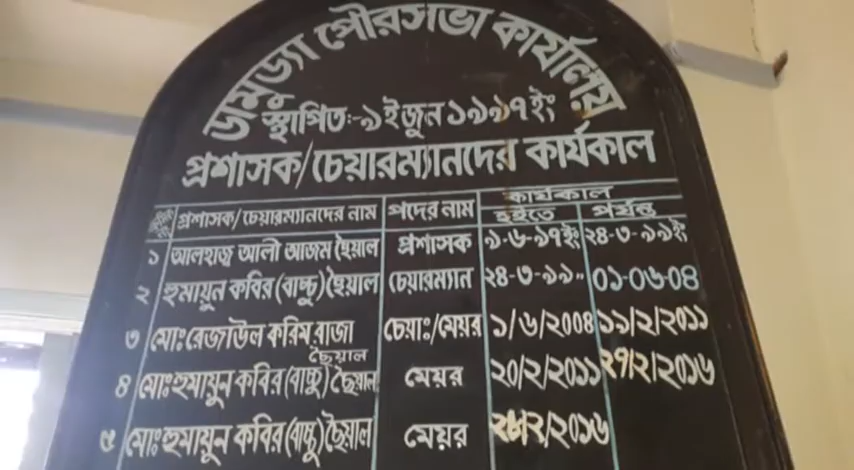 ডামুড্যা পৌরসভা কার্যালয়
স্থাপিতঃ-৯ই জুন ১৯৯৭ইং
প্রশাসক/চেয়ারম্যানদের কার্যকাল
প্রশাসক/চেয়ারম্যানদের নাম পদের নাম কার্যকাল
হইতে পর্যন্ত
১ আলহাজ্ব আলী আজম ছৈয়াল প্রশাসক ৯-৬-৯৭ইং ২৪-৩-৯৯ইং
২ হুমায়ুন কবির (বাচ্চু) ছৈয়াল চেয়ারম্যান ২৪-৩-৯৯" ০১-০৬-০৪
৩ মোঃ রেজাউল করিম রাজা চেয়াঃ/মেয়র ১/৬/২০০৪ ১৯/২/২০১১
ছৈয়াল
৪ মোঃ হুমায়ুন কবির (বাচ্চু) ছৈয়াল মেয়র ২০/২/২০১১ ২৭/২/২০১৬
৫ মোঃ হুমায়ুন কবির (বাচ্চু) ছৈয়াল মেয়র